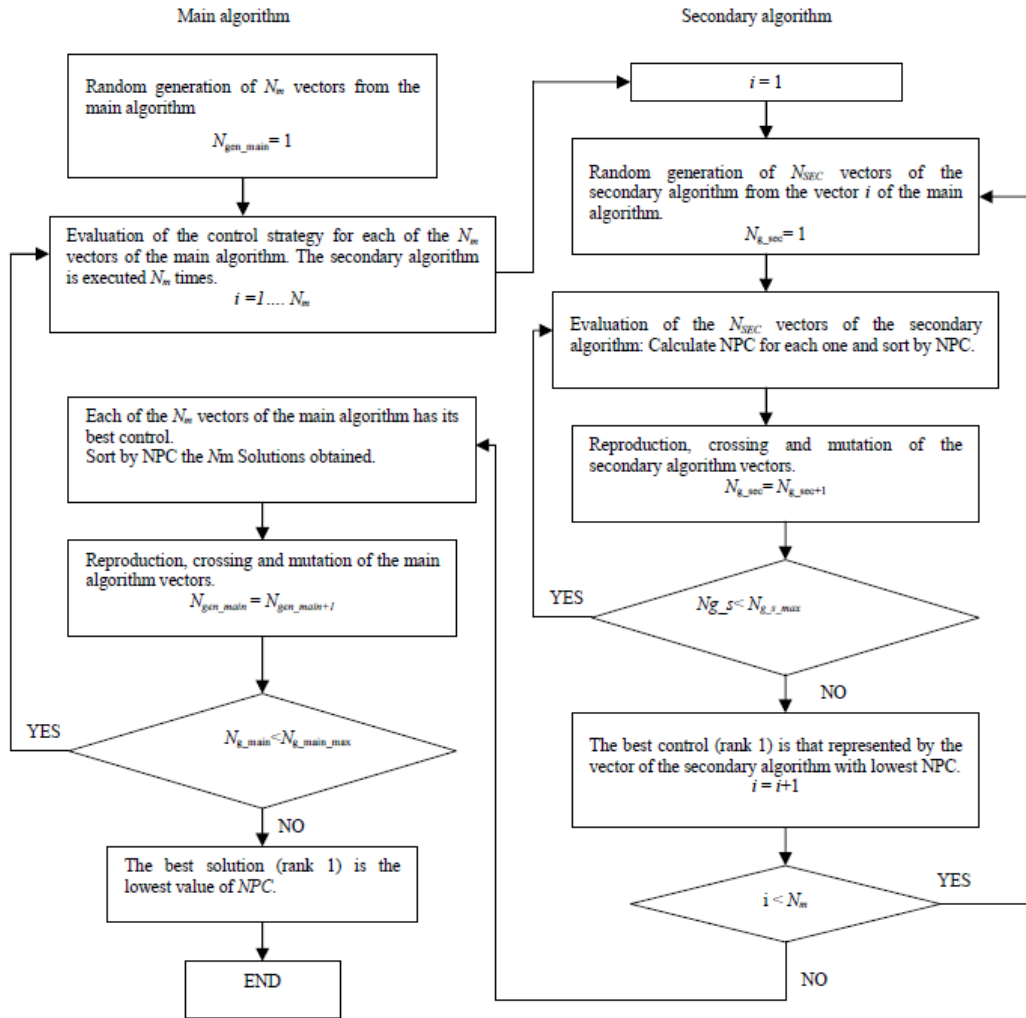 Main algorithm
Random generation of Nm vectors from the
main algorithm
Ngen_main= 1
Evaluation of the control strategy for each of the Nm
vectors of the main algorithm. The secondary algorithm
is executed Nm times.
i =1.... Nm
Each of the Nm vectors of the main algorithm has its
best control.
Sort by NPC the Nm Solutions obtained.
Reproduction, crossing and mutation of the main
algorithm vectors.
Ngen_main = Ngen_main+1
YES
Ng_main<Ng_main_max
NO
The best solution (rank 1) is the
lowest value of NPC.
END
Secondary algorithm
i = 1
Random generation of NSEC vectors of the
secondary algorithm from the vector i of the main
algorithm.
Ng_sec= 1
Evaluation of the NSEC vectors of the secondary
algorithm: Calculate NPC for each one and sort by NPC.
Reproduction, crossing and mutation of the
secondary algorithm vectors.
Ng_sec= Ng_sec+1
YES
Ng_s< Ng_s_max
NO
The best control (rank 1) is that represented by the
vector of the secondary algorithm with lowest NPC.
i = i+1
YES
i < Nm
NO